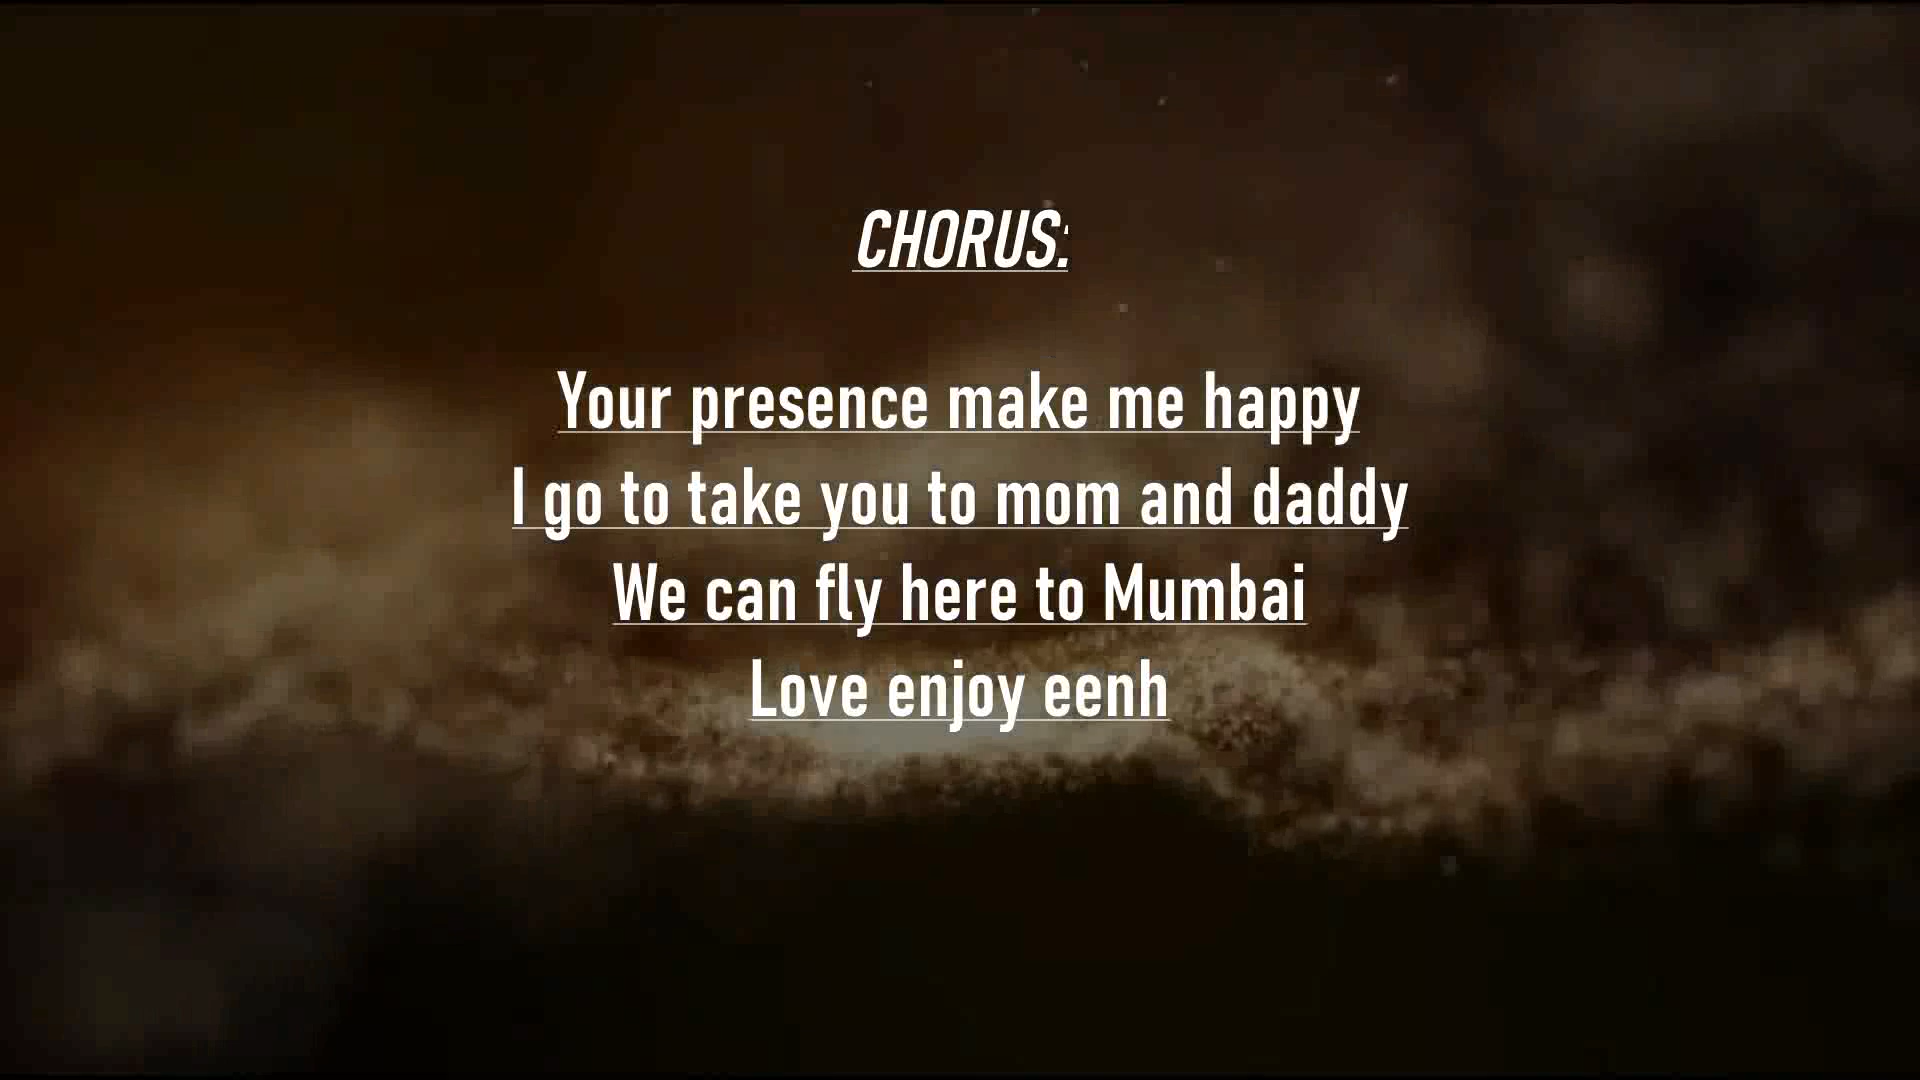 CHORUS:
Your presence make me happy
I go to take you to mom and daddy
We can fly here to Mumbai
Love enjoy eenh